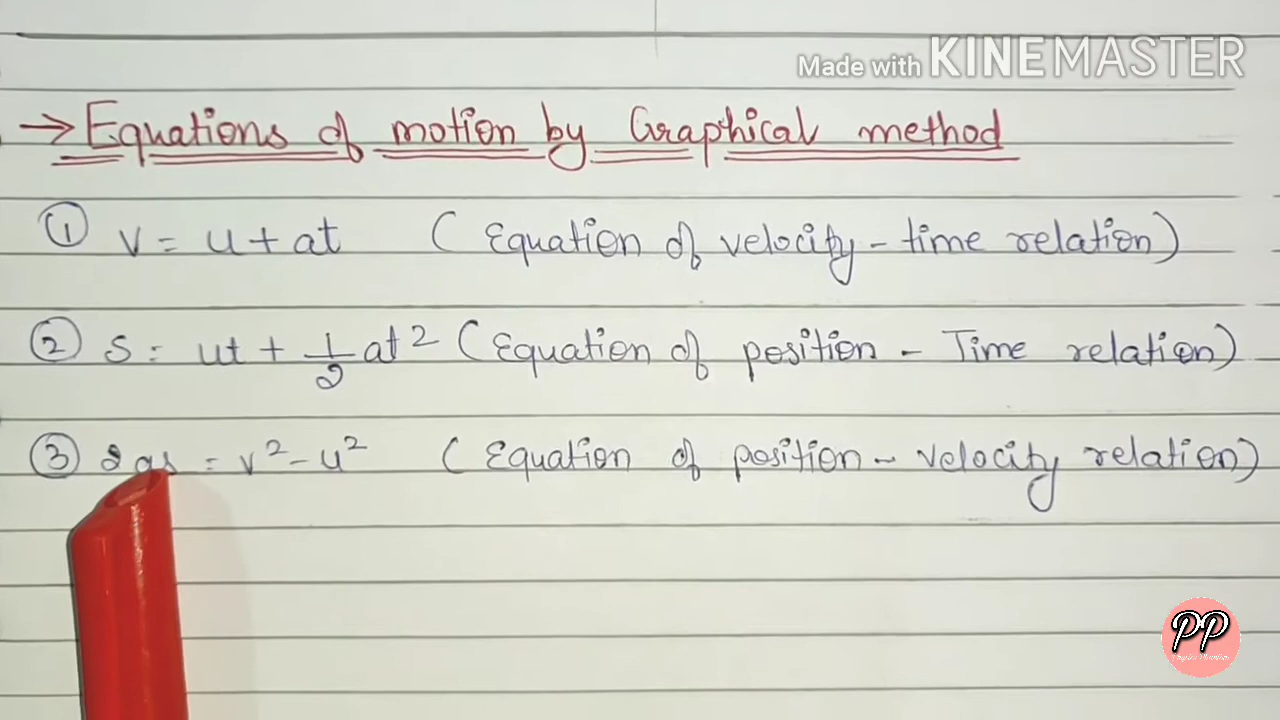 Made with KINEMASTER
→ Equations of motion by Graphical method
① v = u + at ( Equation of velocity - time relation)
② s = ut + 1/2 at² (Equation of position - Time relation)
③ 2as = v² - u² ( Equation of position - velocity relation)
PP